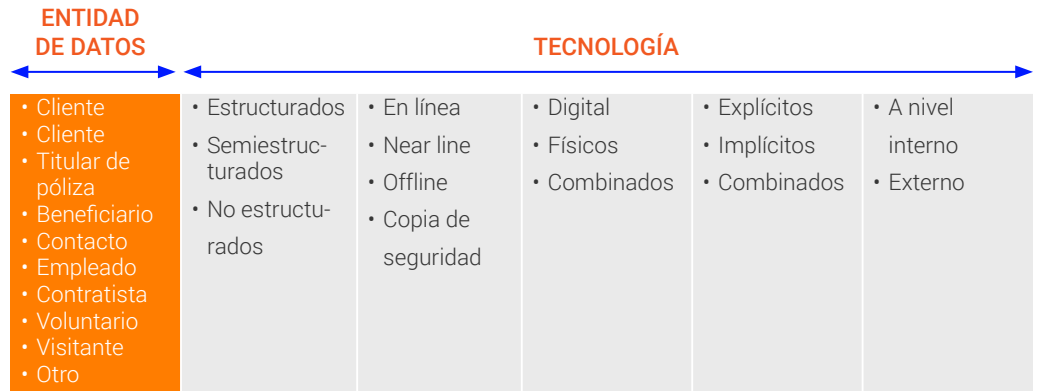 ENTIDAD
DE DATOS
TECNOLOGÍA
• Cliente
• Cliente
• Titular de
póliza
• Beneficiario
• Contacto
• Empleado
• Contratista
• Voluntario
• Visitante
• Otro
• Estructurados
• Semiestruc-
turados
• No estructu-
rados
• En línea
• Near line
• Offline
• Copia de
seguridad
• Digital
• Físicos
• Combinados
• Explícitos
• Implícitos
• Combinados
• A nivel
interno
• Externo